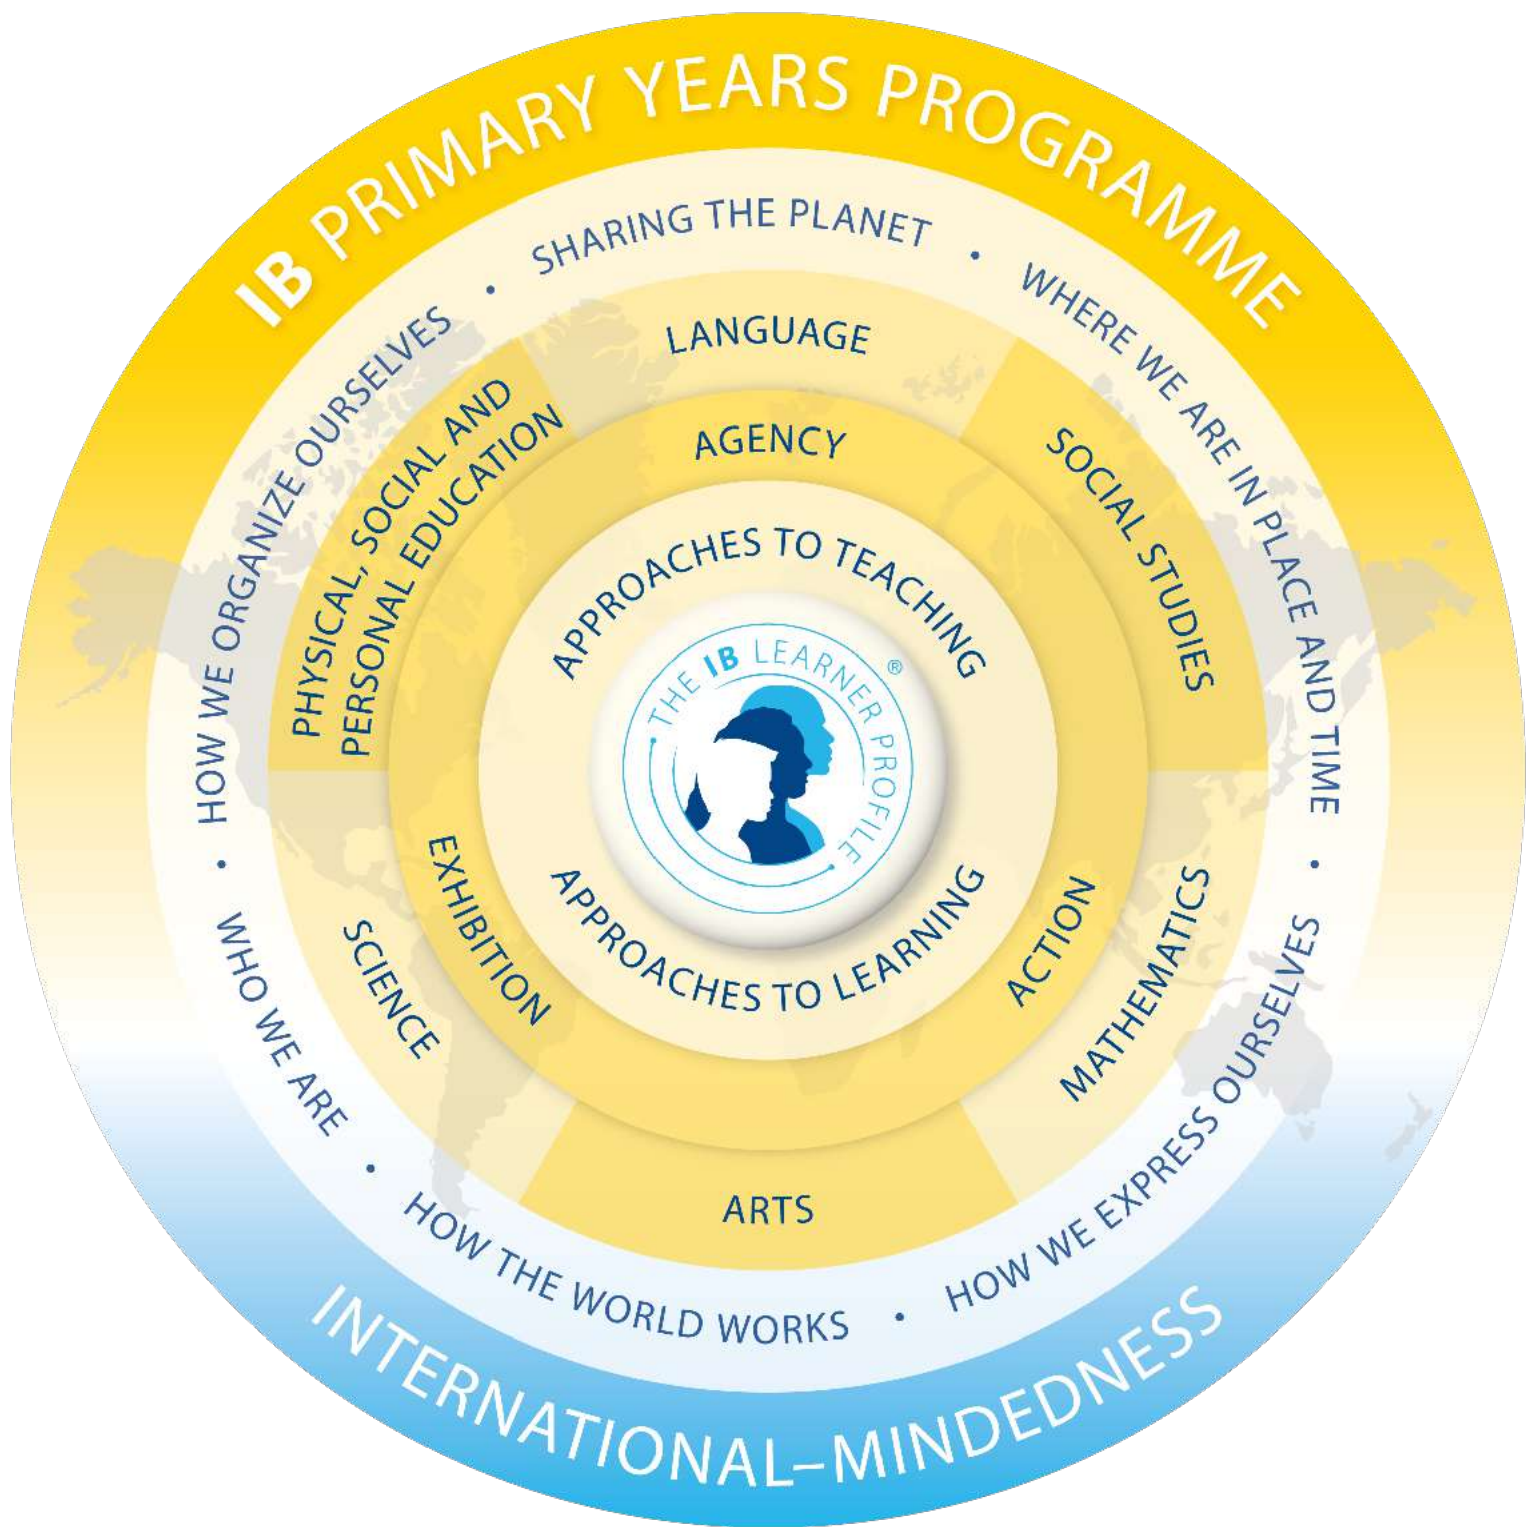 IB PRIMARY YEARS PROGRAMME
SHARING THE PLANET
•
WHERE WE ARE IN PLACE AND TIME
•
HOW WE EXPRESS OURSELVES
•
HOW THE WORLD WORKS
•
WHO WE ARE
•
HOW WE ORGANIZE OURSELVES
•
LANGUAGE
SOCIAL STUDIES
MATHEMATICS
ARTS
SCIENCE
PHYSICAL, SOCIAL AND
PERSONAL EDUCATION
AGENCY
ACTION
EXHIBITION
APPROACHES TO TEACHING
APPROACHES TO LEARNING
THE IB LEARNER PROFILE
®
INTERNATIONAL–MINDEDNESS